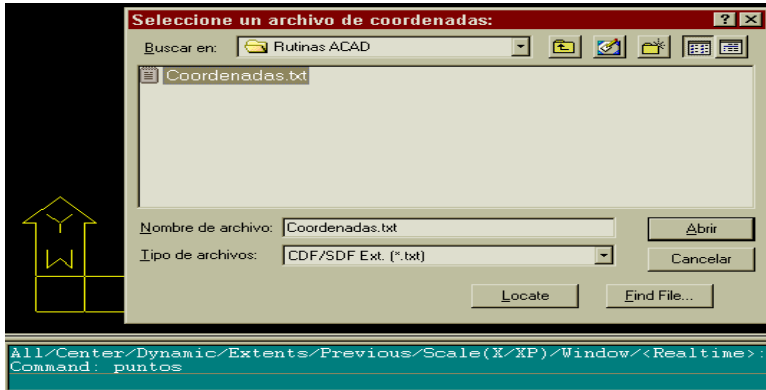 Seleccione un archivo de coordenadas:
Buscar en: Rutinas ACAD
Coordenadas.txt
Nombre de archivo: Coordenadas.txt Abrir
Tipo de archivos: CDF/SDF Ext. (*.txt) Cancelar
Locate Find File...
Y
W
All/Center/Dynamic/Extents/Previous/Scale(X/XP)/Window/<Realtime>:
Command: puntos